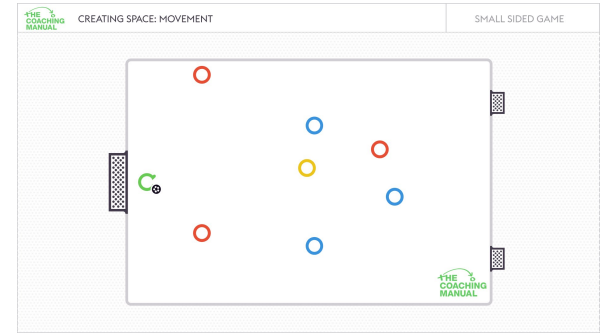 THE
COACHING
MANUAL
CREATING SPACE: MOVEMENT
SMALL SIDED GAME
THE
COACHING
MANUAL